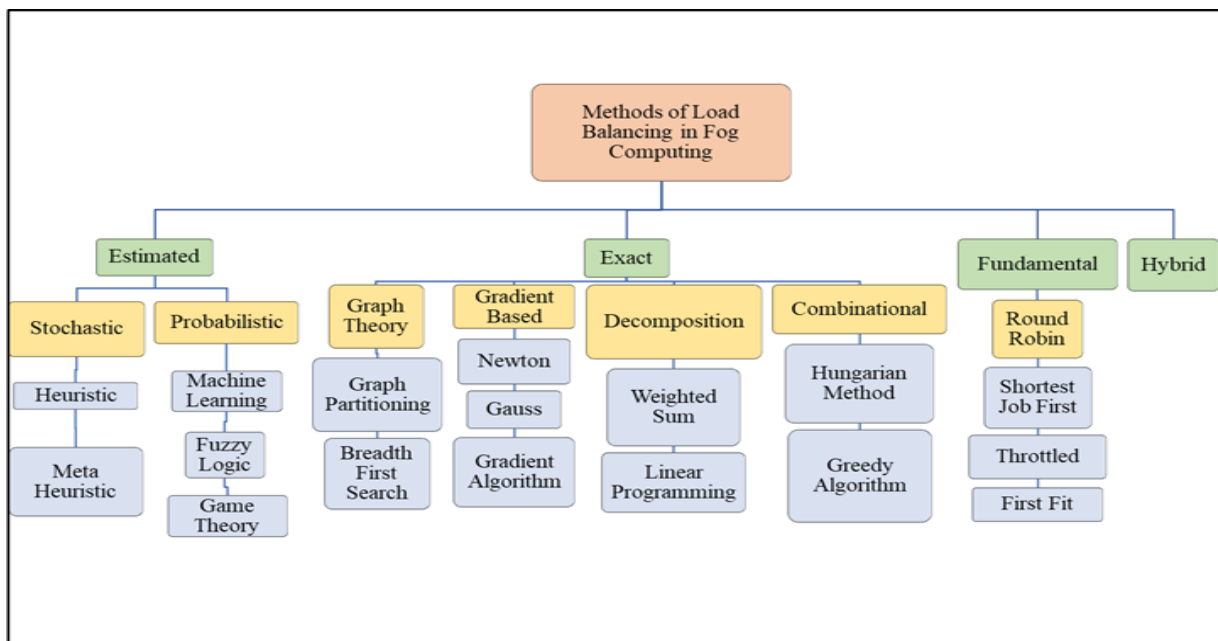 Methods of Load
Balancing in Fog
Computing
Estimated
Exact
Fundamental
Hybrid
Stochastic
Probabilistic
Graph
Theory
Gradient
Based
Decomposition
Combinational
Round
Robin
Heuristic
Meta
Heuristic
Machine
Learning
Fuzzy
Logic
Game
Theory
Graph
Partitioning
Breadth
First
Search
Newton
Gauss
Gradient
Algorithm
Weighted
Sum
Linear
Programming
Hungarian
Method
Greedy
Algorithm
Shortest
Job First
Throttled
First Fit